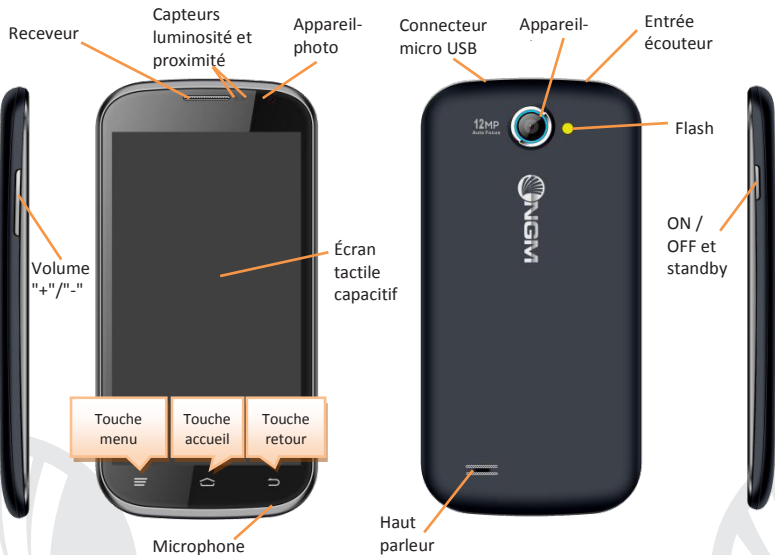 Receveur
Capteurs
luminosité et
proximité
Appareil-
photo
Volume
"+"/"-"
Écran
tactile
capacitif
Touche
menu
Touche
accueil
Touche
retour
Microphone
Connecteur
micro USB
Appareil-
Entrée
écouteur
12MP
Auto Focus
Flash
NGM
ON /
OFF et
standby
Haut
parleur